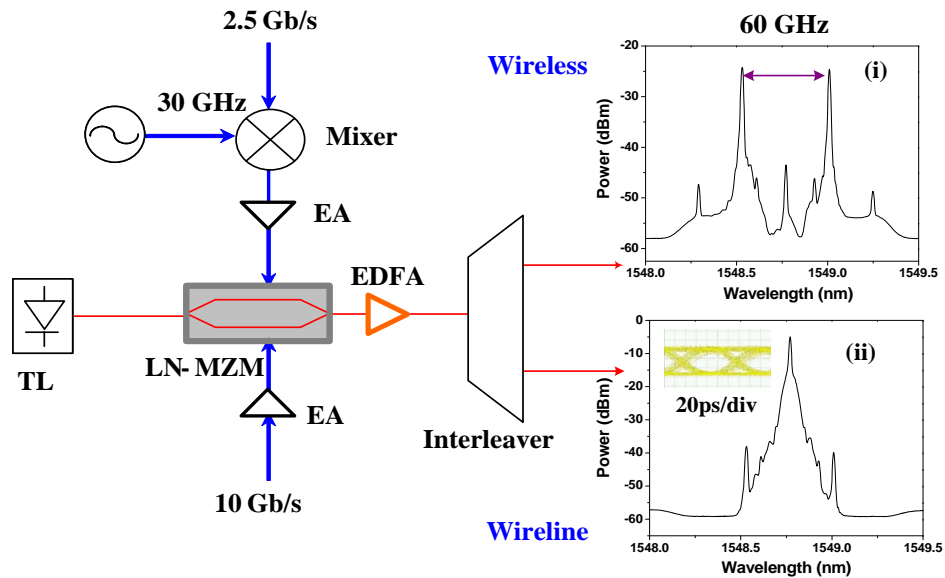 2.5 Gb/s
60 GHz
Wireless
30 GHz
Mixer
EA
EDFA
TL
LN- MZM
EA
Interleaver
10 Gb/s
Wireline
(i)
Power (dBm)
-20
-30
-40
-50
-60
1548.0
1548.5
1549.0
1549.5
Wavelength (nm)
(ii)
20ps/div
Power (dBm)
0
-10
-20
-30
-40
-50
-60
1548.0
1548.5
1549.0
1549.5
Wavelength (nm)